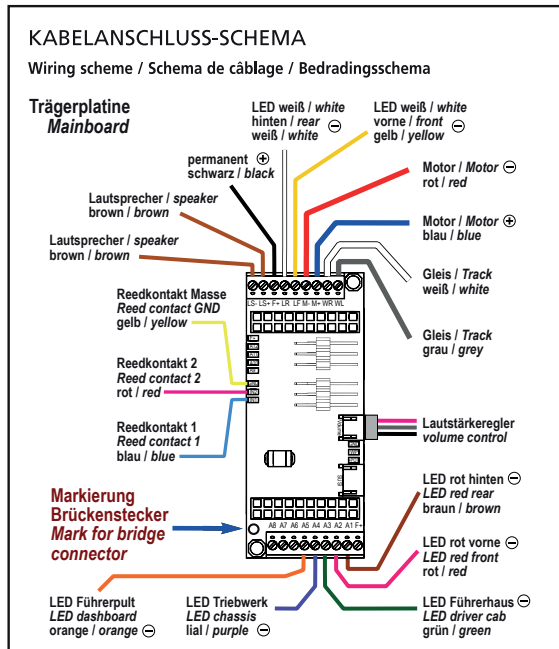 KABELANSCHLUSS-SCHEMA
Wiring scheme / Schema de câblage / Bedradingsschema
Trägerplatine
Mainboard
LED weiß / white
hinten / rear
weiß / white ⊖
LED weiß / white
vorne / front ⊖
gelb / yellow
permanent ⊕
schwarz / black
Motor / Motor ⊖
rot / red
Lautsprecher / speaker
brown / brown
Motor / Motor ⊕
blau / blue
Lautsprecher / speaker
brown / brown
Gleis / Track
weiß / white
LS- LS+ F+ LR LF M- M+ WR WL
Reedkontakt Masse
Reed contact GND
gelb / yellow
Gleis / Track
grau / grey
Reedkontakt 2
Reed contact 2
rot / red
Reedkontakt 1
Reed contact 1
blau / blue
Lautstärkeregler
volume control
LED rot hinten ⊖
LED red rear
braun / brown
Markierung
Brückenstecker
Mark for bridge
connector
A8 A7 A6 A5 A4 A3 A2 A1 F+
LED rot vorne ⊖
LED red front
rot / red
LED Führerpult
LED dashboard
orange / orange ⊖
LED Triebwerk
LED chassis
lial / purple ⊖
LED Führerhaus ⊖
LED driver cab
grün / green